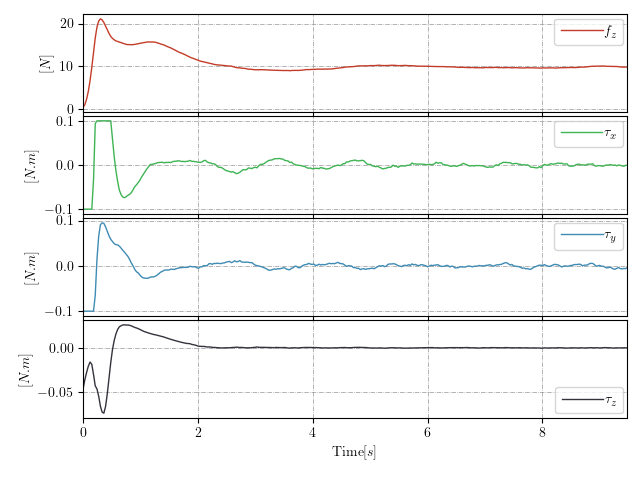 20
10
0
[N]
f_z
0.1
0.0
−0.1
[N.m]
τ_x
0.1
0.0
−0.1
[N.m]
τ_y
0.00
−0.05
[N.m]
τ_z
0 2 4 6 8
Time[s]